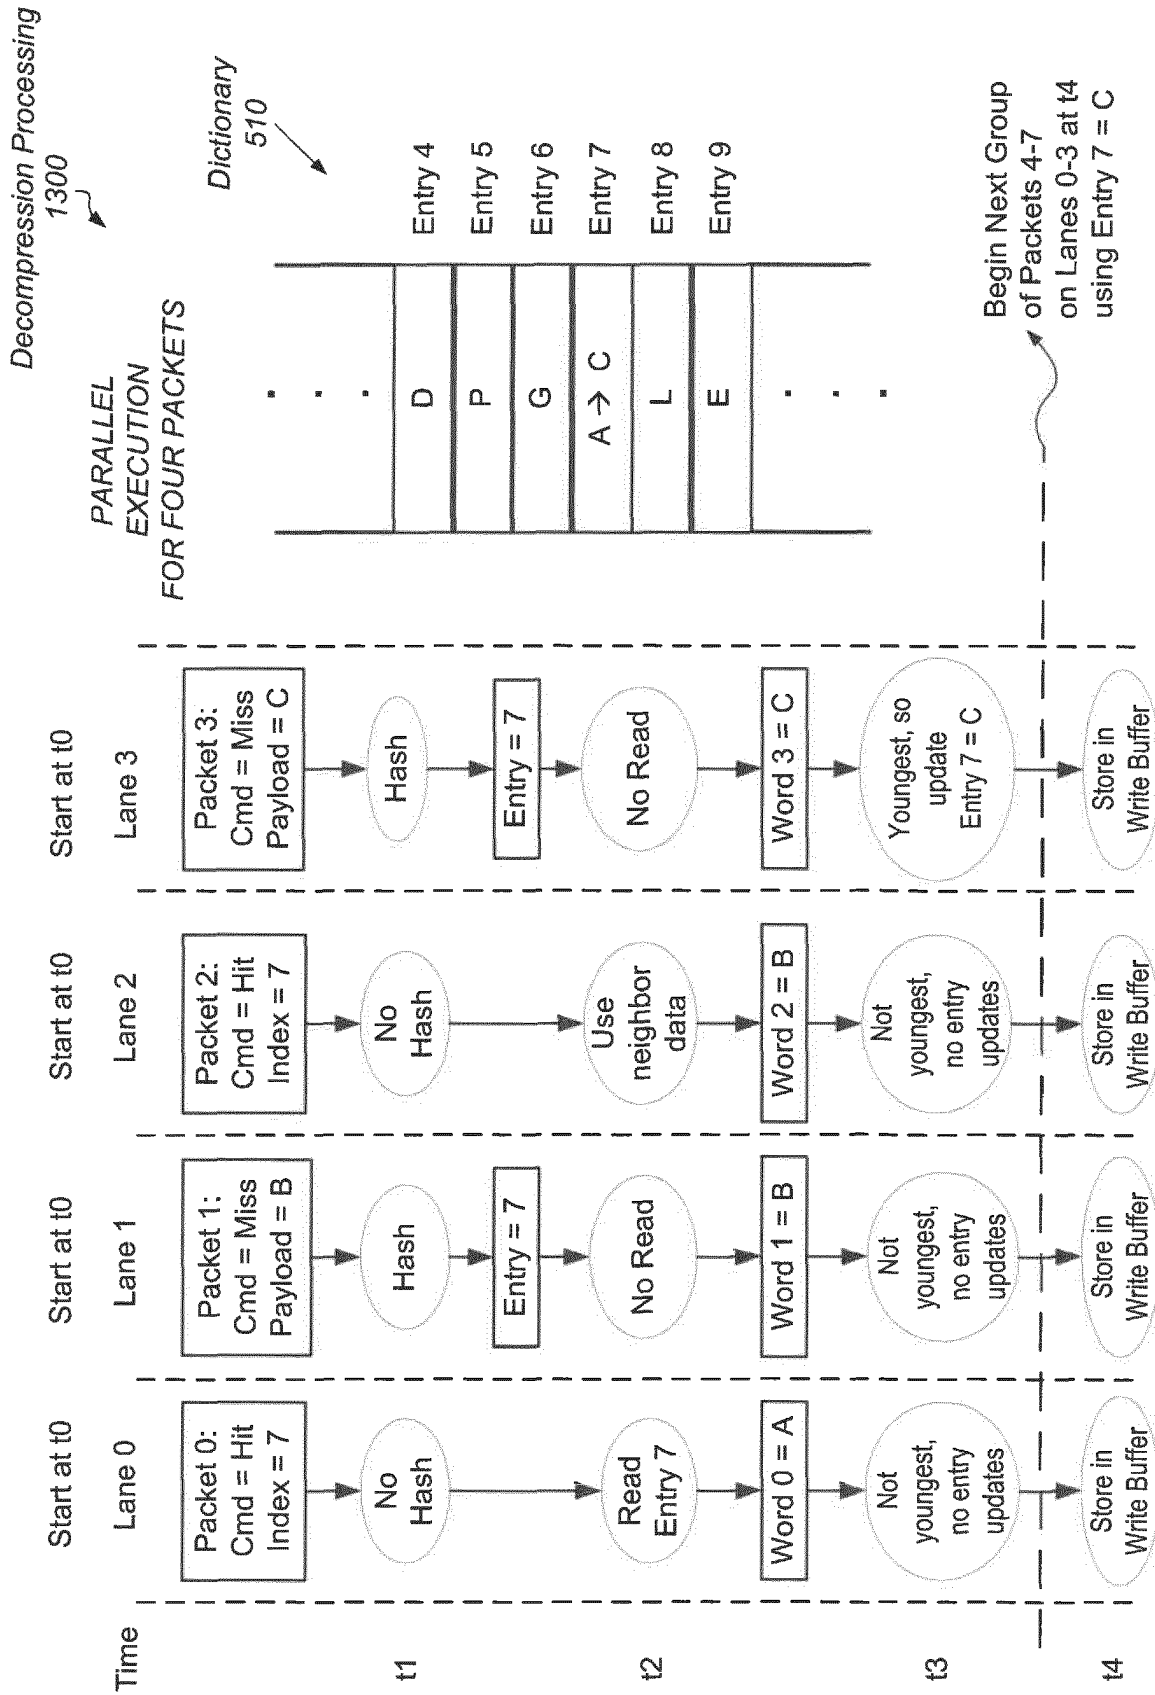 Decompression Processing
1300
PARALLEL
EXECUTION
FOR FOUR PACKETS
Dictionary
510
Start at t0
Start at t0
Start at t0
Start at t0
Time
Lane 0
Lane 1
Lane 2
Lane 3
Packet 0:
Cmd = Hit
Index = 7
Packet 1:
Cmd = Miss
Payload = B
Packet 2:
Cmd = Hit
Index = 7
Packet 3:
Cmd = Miss
Payload = C
t1
No
Hash
Hash
No
Hash
Hash
Entry = 7
Entry = 7
t2
Read
Entry 7
No Read
Use
neighbor
data
No Read
Word 0 = A
Word 1 = B
Word 2 = B
Word 3 = C
t3
Not
youngest,
no entry
updates
Not
youngest,
no entry
updates
Not
youngest,
no entry
updates
Youngest, so
update
Entry 7 = C
t4
Store in
Write Buffer
Store in
Write Buffer
Store in
Write Buffer
Store in
Write Buffer
D
Entry 4
P
Entry 5
G
Entry 6
A → C
Entry 7
L
Entry 8
E
Entry 9
Begin Next Group
of Packets 4-7
on Lanes 0-3 at t4
using Entry 7 = C